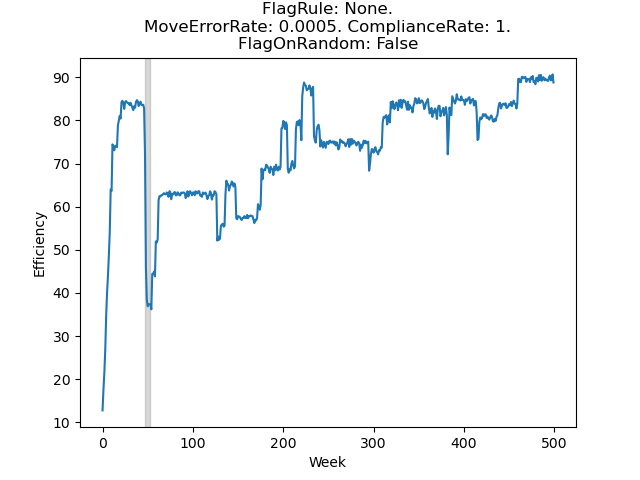 FlagRule: None.
MoveErrorRate: 0.0005. ComplianceRate: 1.
FlagOnRandom: False
90
80
70
60
50
40
30
20
10
Efficiency
0 100 200 300 400 500
Week